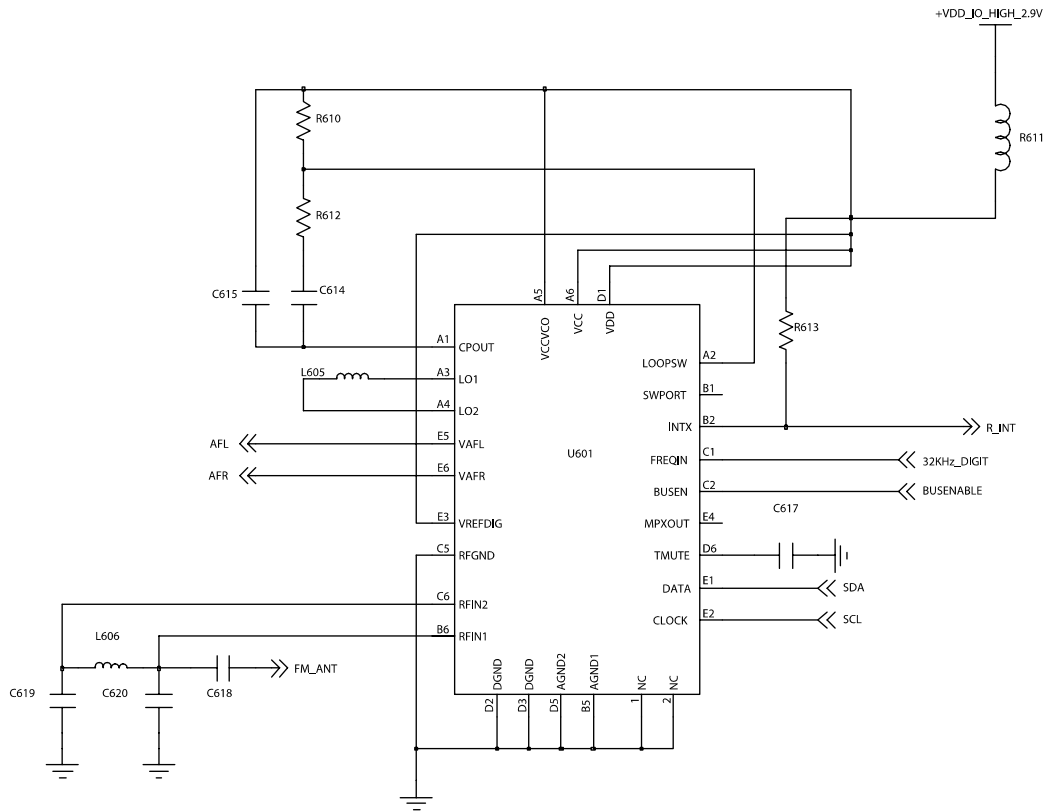 +VDD_IO_HIGH_2.9V
R610
R611
R612
C615
C614
A5
A6
D1
VCCVCO
VCC
VDD
R613
A1
CPOUT
LOOPSW
A2
L605
A3
LO1
SWPORT
B1
A4
LO2
INTX
B2
R_INT
AFL
E5
VAFL
U601
FREQIN
C1
32KHz_DIGIT
AFR
E6
VAFR
BUSEN
C2
BUSENABLE
C617
E3
VREFDIG
MPXOUT
E4
C5
RFGND
TMUTE
D6
DATA
E1
SDA
C6
RFIN2
CLOCK
E2
SCL
L606
B6
RFIN1
FM_ANT
C619
C620
C618
DGND
DGND
AGND2
AGND1
NC
NC
D2
D3
D5
B5
1
2